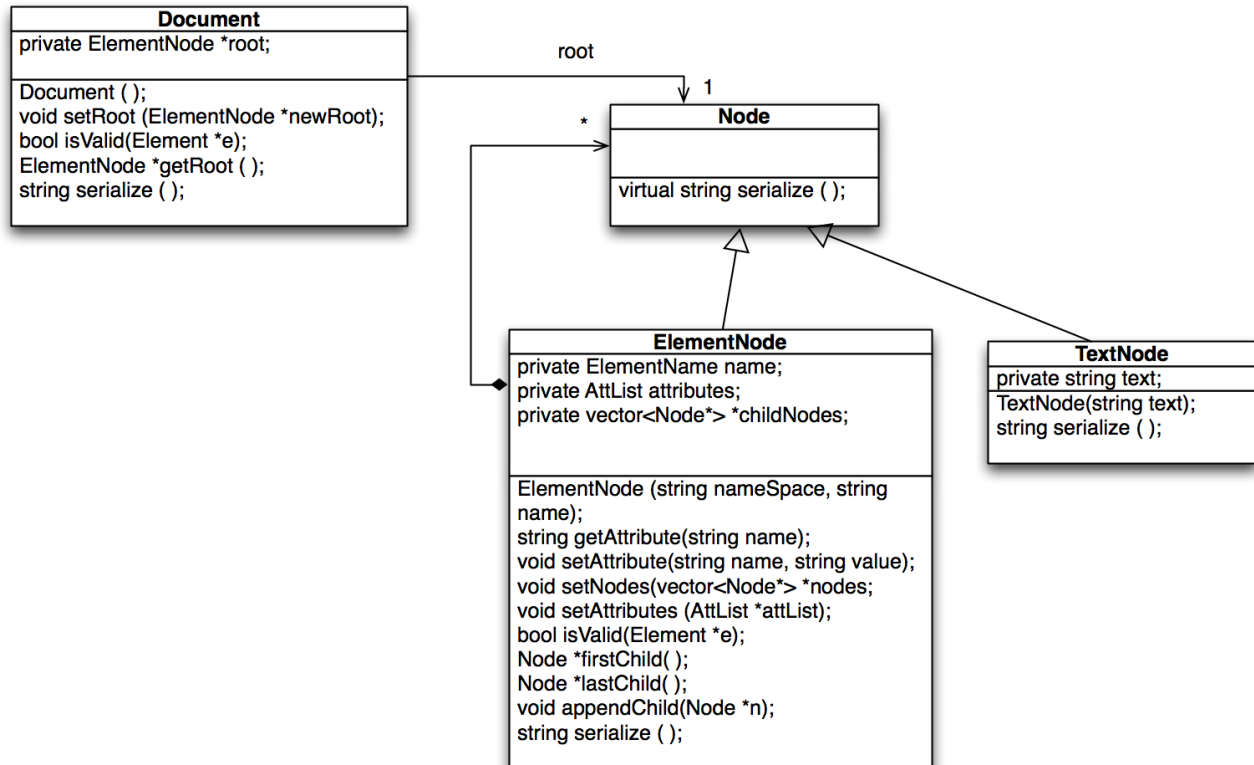 Document
private ElementNode *root;
Document ( );
void setRoot (ElementNode *newRoot);
bool isValid(Element *e);
ElementNode *getRoot ( );
string serialize ( );
root
1
*
Node
virtual string serialize ( );
ElementNode
private ElementName name;
private AttList attributes;
private vector<Node*> *childNodes;
ElementNode (string nameSpace, string
name);
string getAttribute(string name);
void setAttribute(string name, string value);
void setNodes(vector<Node*> *nodes;
void setAttributes (AttList *attList);
bool isValid(Element *e);
Node *firstChild( );
Node *lastChild( );
void appendChild(Node *n);
string serialize ( );
TextNode
private string text;
TextNode(string text);
string serialize ( );